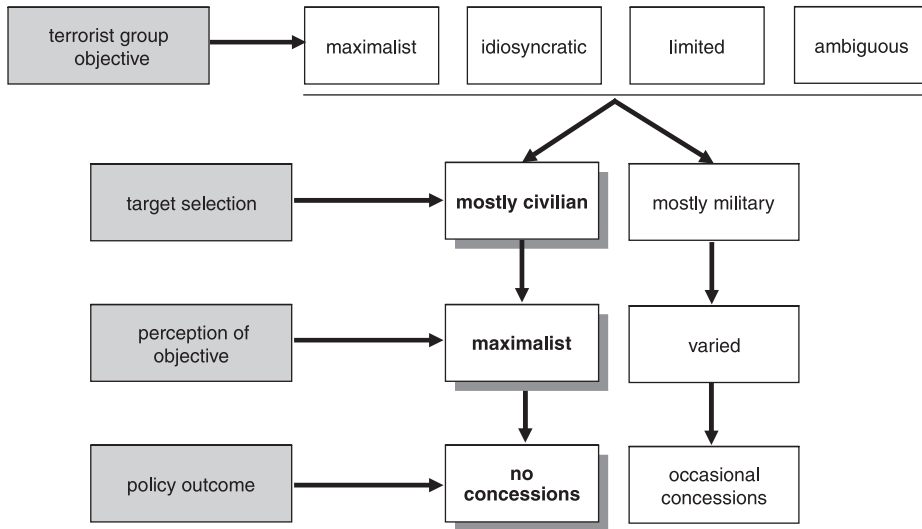 terrorist group
objective
maximalist
idiosyncratic
limited
ambiguous
target selection
mostly civilian
mostly military
perception of
objective
maximalist
varied
policy outcome
no
concessions
occasional
concessions